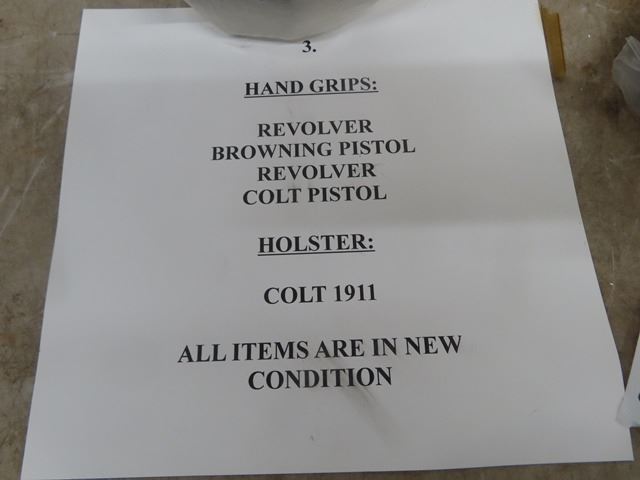 3.
HAND GRIPS:
REVOLVER
BROWNING PISTOL
REVOLVER
COLT PISTOL
HOLSTER:
COLT 1911
ALL ITEMS ARE IN NEW
CONDITION